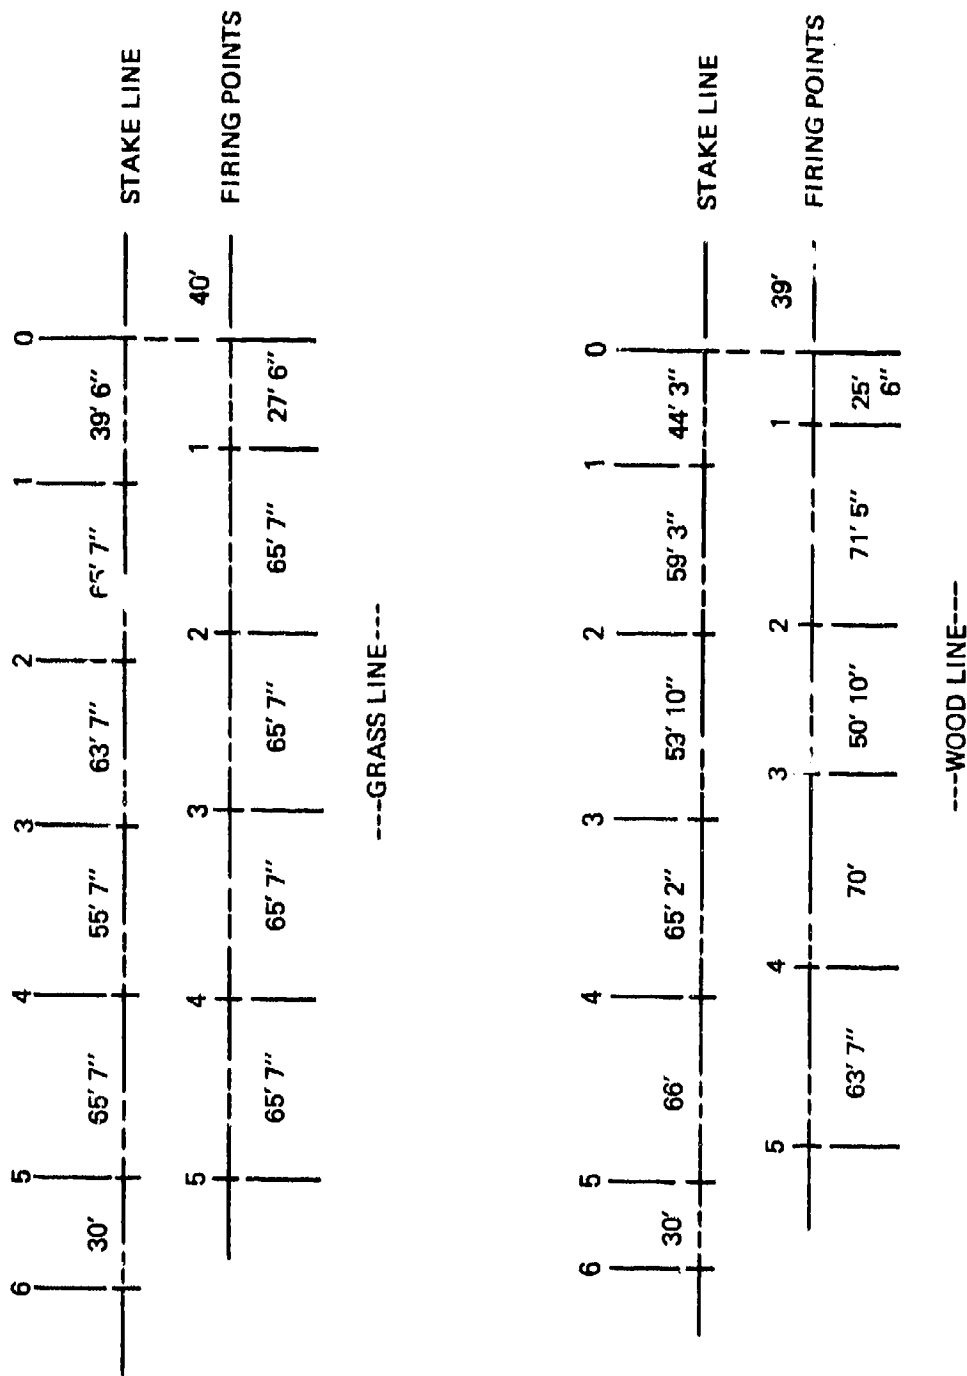 6 5 4 3 2 1 0
30' 65' 7" 55' 7" 63' 7" 65' 7" 39' 6"
STAKE LINE
5 4 3 2 1 40'
FIRING POINTS
65' 7" 65' 7" 65' 7" 65' 7" 27' 6"
---GRASS LINE---
6 5 4 3 2 1 0
30' 66' 65' 2" 10" 59' 3" 44' 3"
STAKE LINE
5 4 3 2 1 39'
FIRING POINTS
63' 7" 70' 50' 10" 71' 5" 25'
6"
---WOOD LINE---